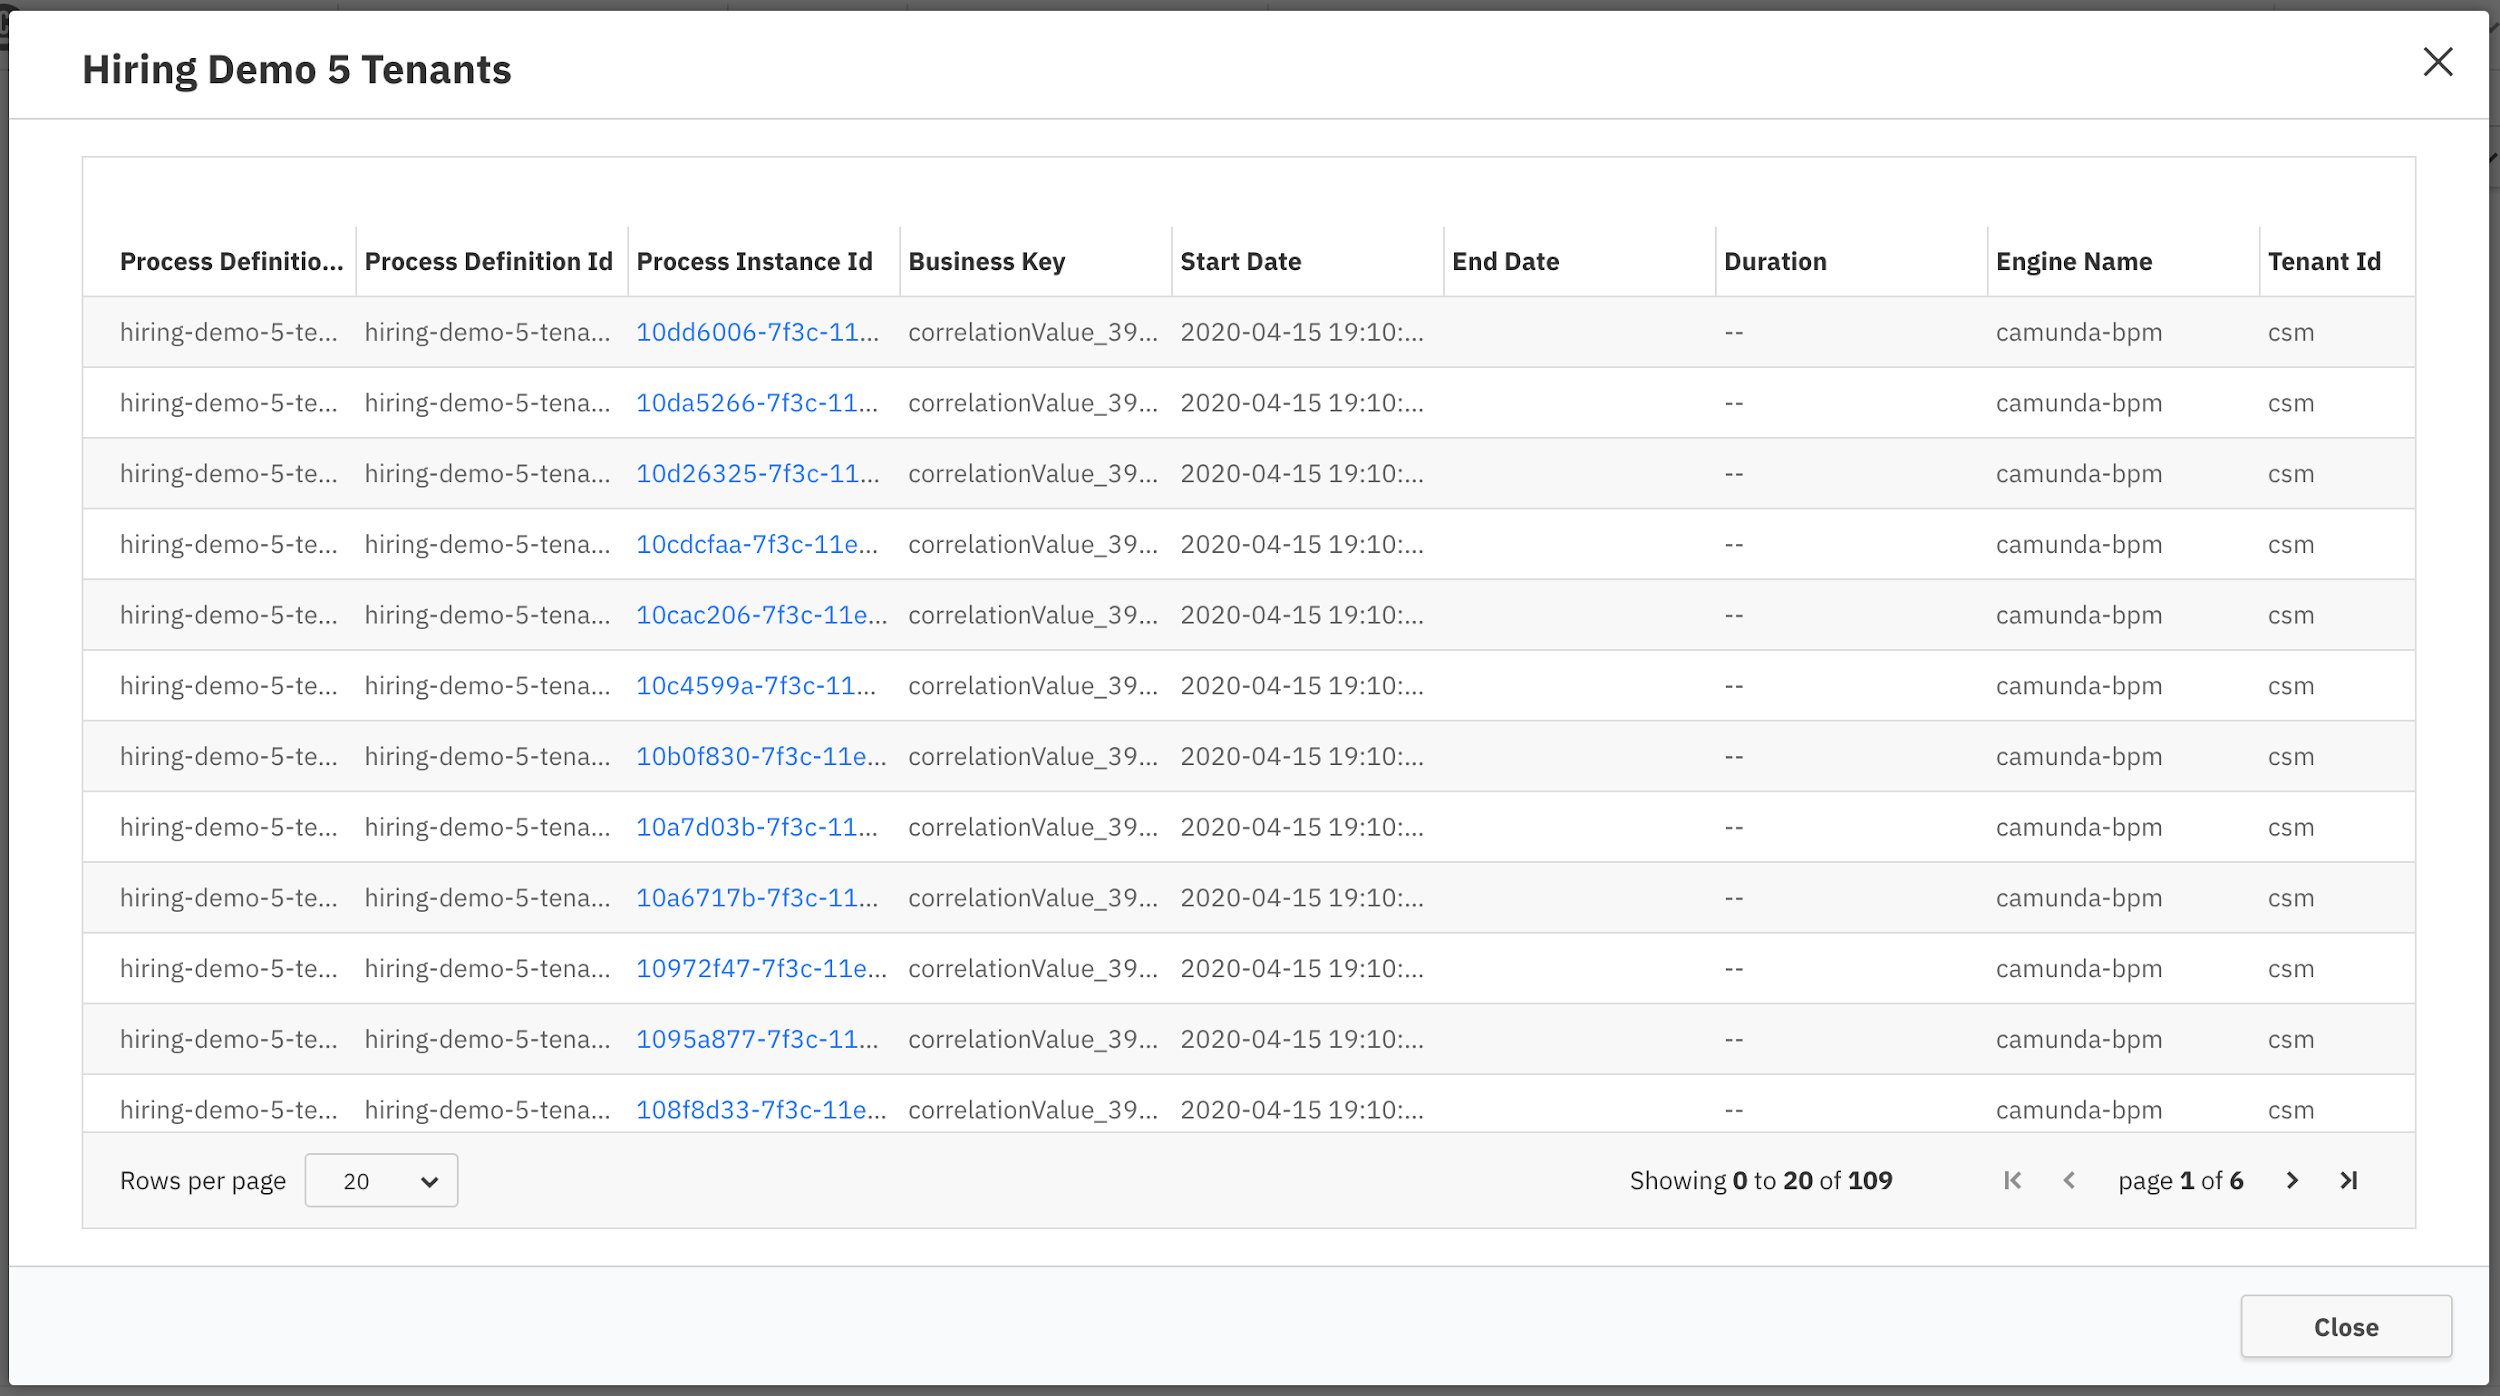 Hiring Demo 5 Tenants
Process Definitio... Process Definition Id Process Instance Id Business Key Start Date End Date Duration Engine Name Tenant Id
hiring-demo-5-te... hiring-demo-5-tena... 10dd6006-7f3c-11... correlationValue_39... 2020-04-15 19:10:... -- camunda-bpm csm
hiring-demo-5-te... hiring-demo-5-tena... 10da5266-7f3c-11... correlationValue_39... 2020-04-15 19:10:... -- camunda-bpm csm
hiring-demo-5-te... hiring-demo-5-tena... 10d26325-7f3c-11... correlationValue_39... 2020-04-15 19:10:... -- camunda-bpm csm
hiring-demo-5-te... hiring-demo-5-tena... 10cdcfaa-7f3c-11e... correlationValue_39... 2020-04-15 19:10:... -- camunda-bpm csm
hiring-demo-5-te... hiring-demo-5-tena... 10cac206-7f3c-11e... correlationValue_39... 2020-04-15 19:10:... -- camunda-bpm csm
hiring-demo-5-te... hiring-demo-5-tena... 10c4599a-7f3c-11... correlationValue_39... 2020-04-15 19:10:... -- camunda-bpm csm
hiring-demo-5-te... hiring-demo-5-tena... 10b0f830-7f3c-11e... correlationValue_39... 2020-04-15 19:10:... -- camunda-bpm csm
hiring-demo-5-te... hiring-demo-5-tena... 10a7d03b-7f3c-11... correlationValue_39... 2020-04-15 19:10:... -- camunda-bpm csm
hiring-demo-5-te... hiring-demo-5-tena... 10a6717b-7f3c-11... correlationValue_39... 2020-04-15 19:10:... -- camunda-bpm csm
hiring-demo-5-te... hiring-demo-5-tena... 10972f47-7f3c-11e... correlationValue_39... 2020-04-15 19:10:... -- camunda-bpm csm
hiring-demo-5-te... hiring-demo-5-tena... 1095a877-7f3c-11... correlationValue_39... 2020-04-15 19:10:... -- camunda-bpm csm
hiring-demo-5-te... hiring-demo-5-tena... 108f8d33-7f3c-11e... correlationValue_39... 2020-04-15 19:10:... -- camunda-bpm csm
Rows per page 20 Showing 0 to 20 of 109 page 1 of 6
Close